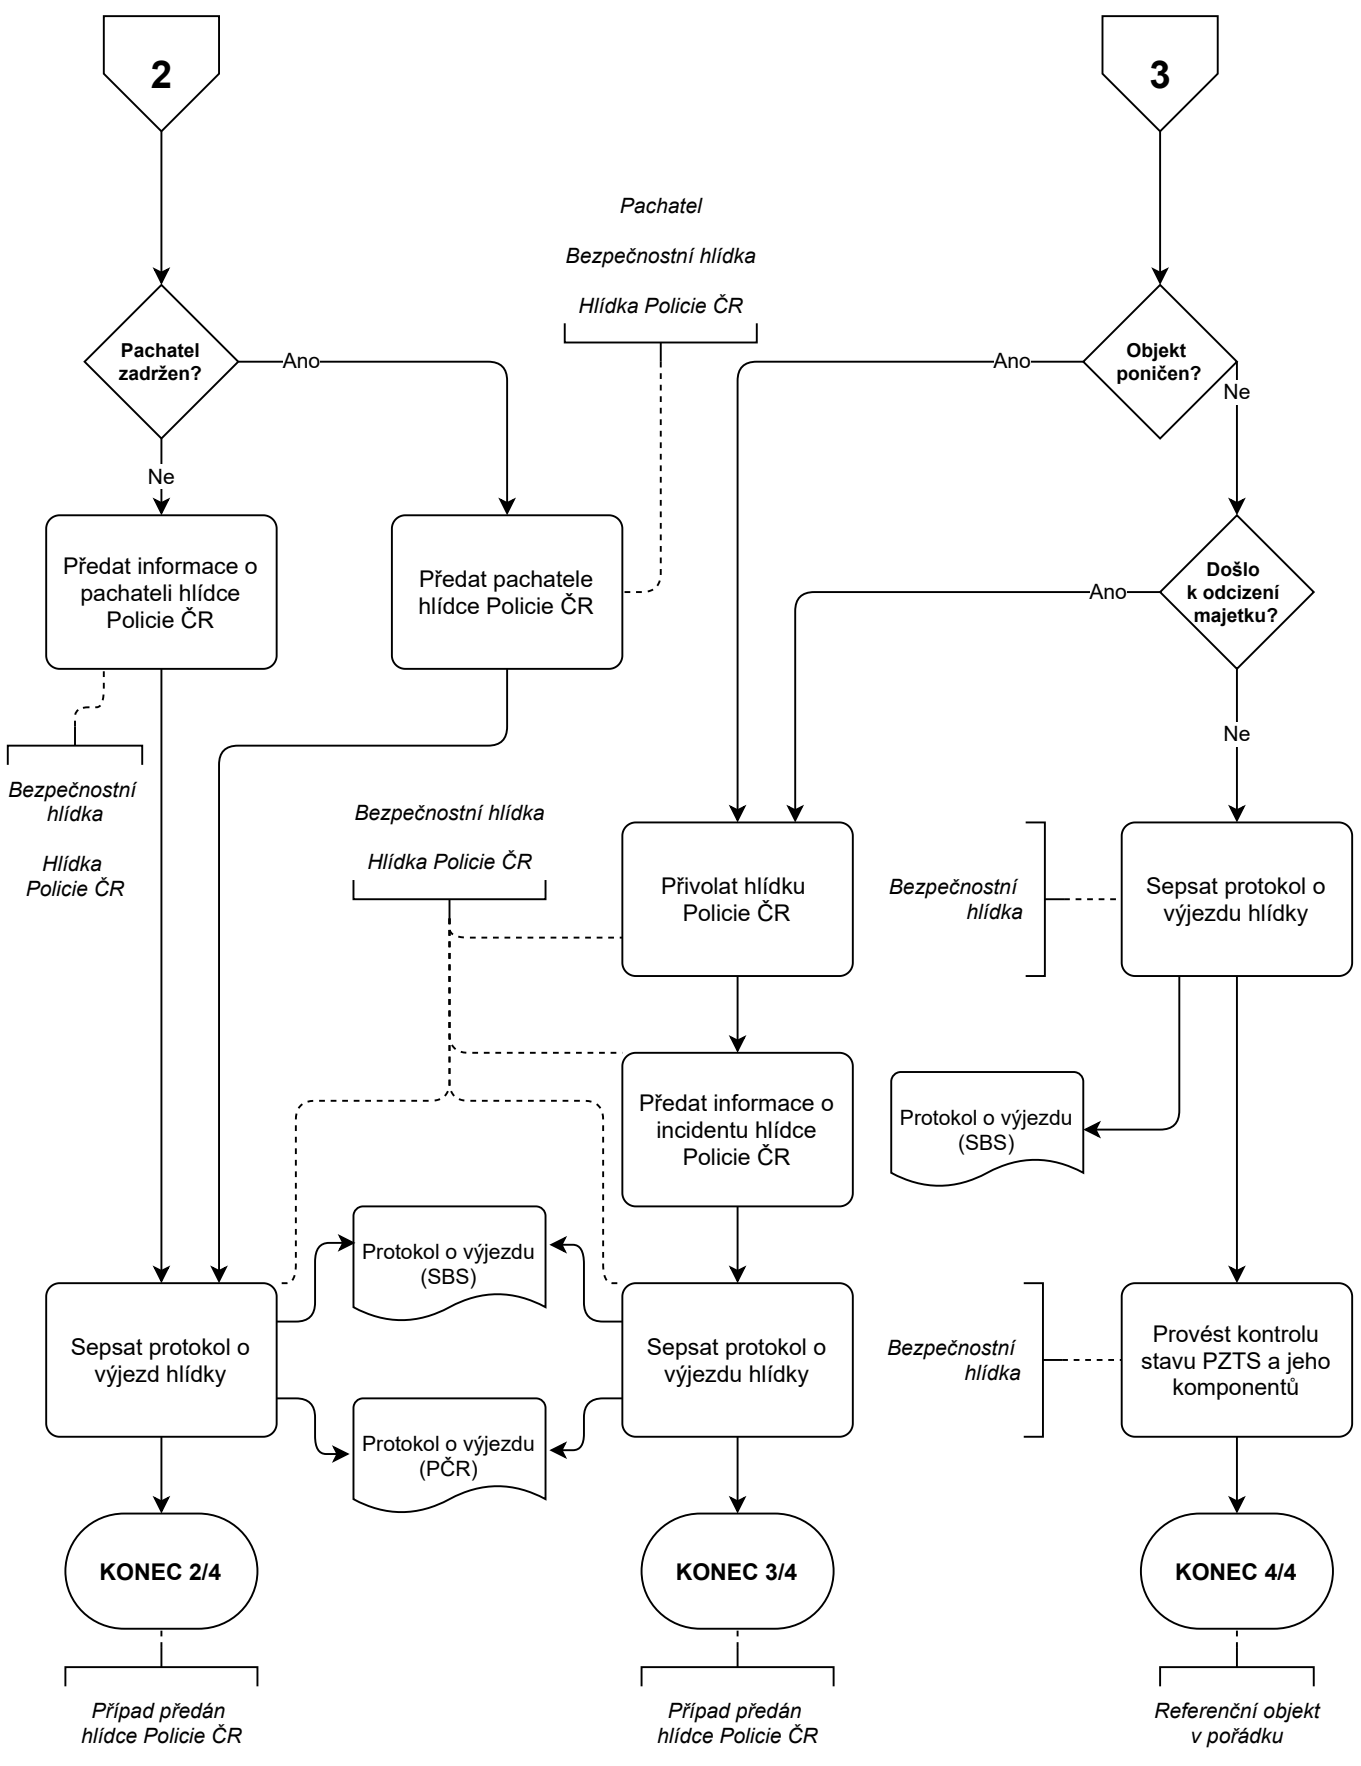 2
3
Pachatel
Bezpečnostní hlídka
Hlídka Policie ČR
Pachatel
zadržen?
Ano
Ne
Objekt
poničen?
Ano
Ne
Předat informace o
pachateli hlídce
Policie ČR
Předat pachatele
hlídce Policie ČR
Došlo
k odcizení
majetku?
Ano
Ne
Bezpečnostní
hlídka
Hlídka
Policie ČR
Bezpečnostní hlídka
Hlídka Policie ČR
Přivolat hlídku
Policie ČR
Bezpečnostní
hlídka
Sepsat protokol o
výjezdu hlídky
Předat informace o
incidentu hlídce
Policie ČR
Protokol o výjezdu
(SBS)
Protokol o výjezdu
(SBS)
Sepsat protokol o
výjezd hlídky
Sepsat protokol o
výjezdu hlídky
Bezpečnostní
hlídka
Provést kontrolu
stavu PZTS a jeho
komponentů
Protokol o výjezdu
(PČR)
KONEC 2/4
KONEC 3/4
KONEC 4/4
Případ předán
hlídce Policie ČR
Případ předán
hlídce Policie ČR
Referenční objekt
v pořádku